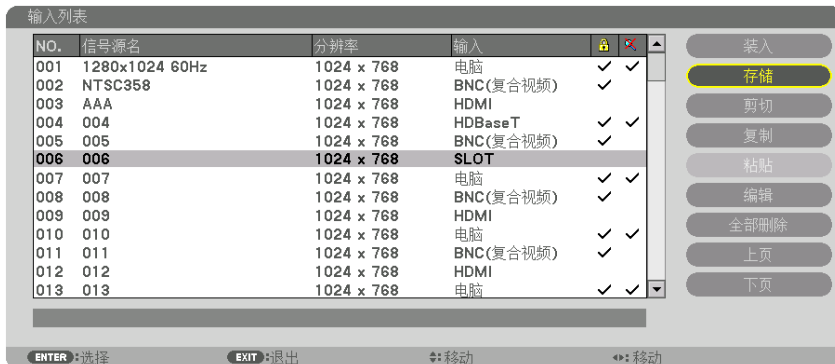 输入列表
NO. 信号源名 分辨率 输入
001 1280x1024 60Hz 1024 x 768 电脑
002 NTSC358 1024 x 768 BNC(复合视频)
003 AAA 1024 x 768 HDMI
004 004 1024 x 768 HDBaseT
005 005 1024 x 768 BNC(复合视频)
006 006 1024 x 768 SLOT
007 007 1024 x 768 电脑
008 008 1024 x 768 BNC(复合视频)
009 009 1024 x 768 HDMI
010 010 1024 x 768 电脑
011 011 1024 x 768 BNC(复合视频)
012 012 1024 x 768 HDMI
013 013 1024 x 768 电脑
装入
存储
剪切
复制
粘贴
编辑
全部删除
上页
下页
ENTER :选择 EXIT :退出 :移动 :移动